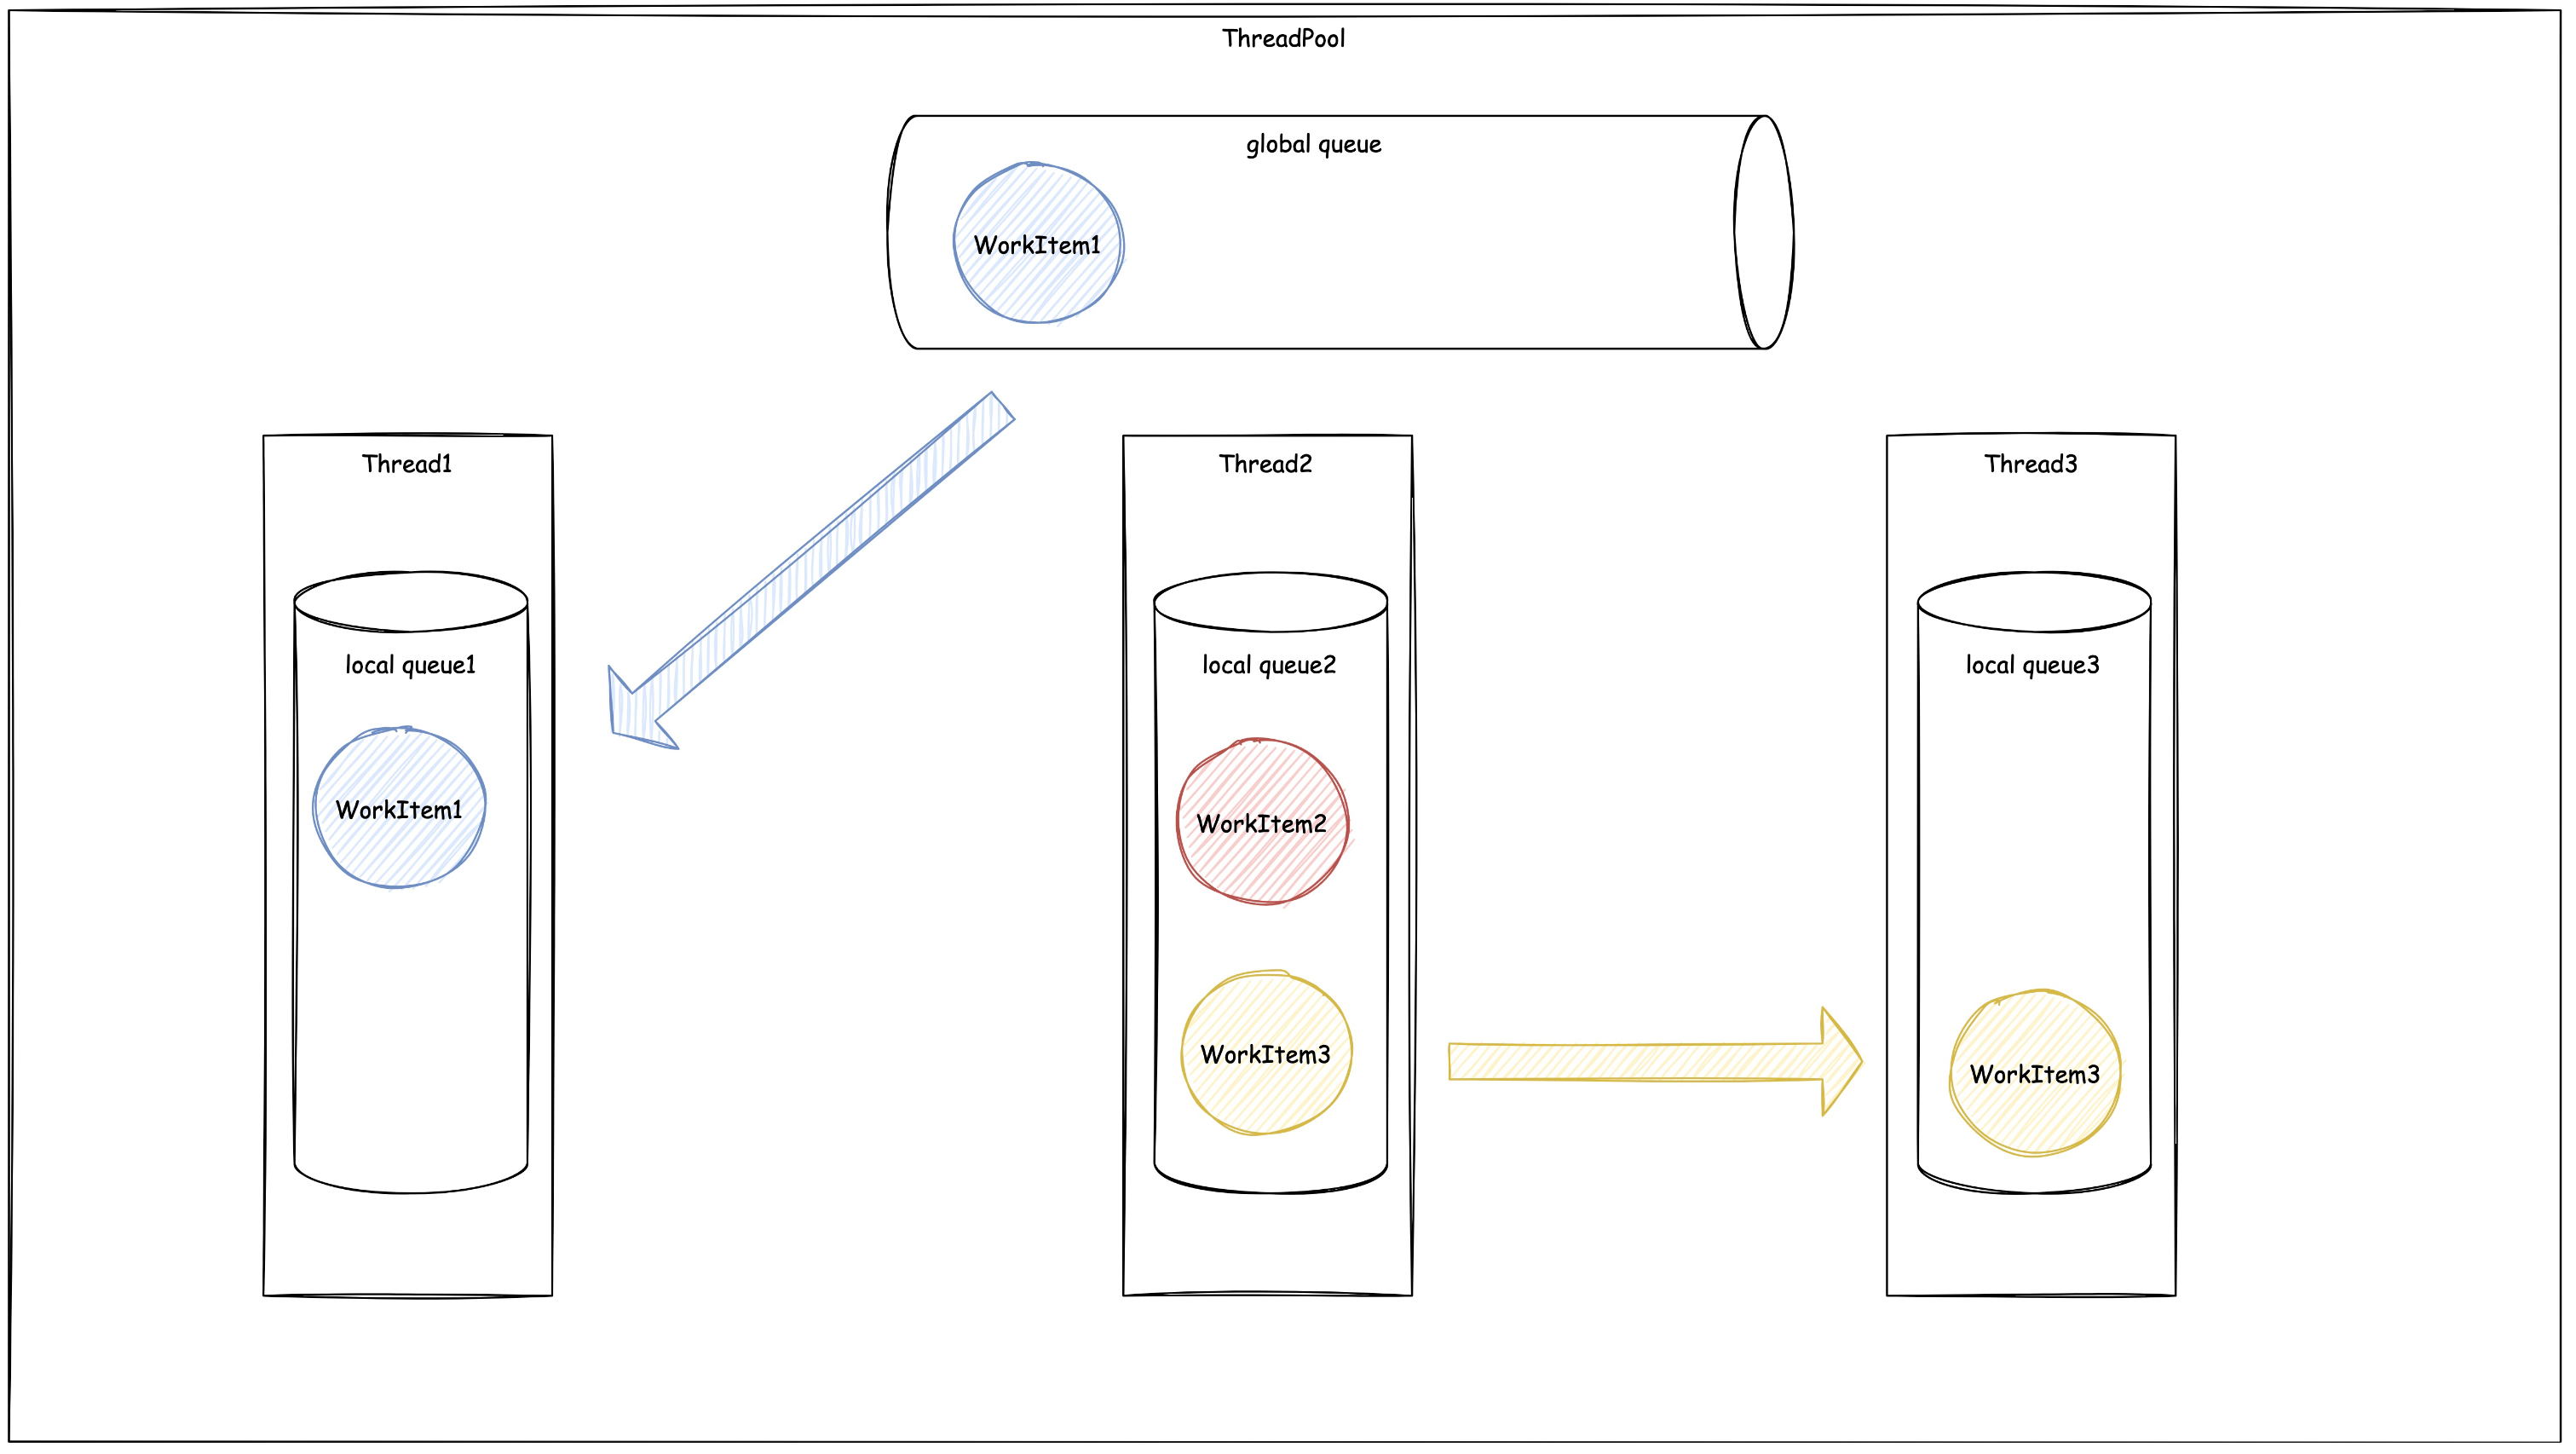 ThreadPool
global queue
WorkItem1
Thread1
Thread2
Thread3
local queue1
local queue2
local queue3
WorkItem1
WorkItem2
WorkItem3
WorkItem3